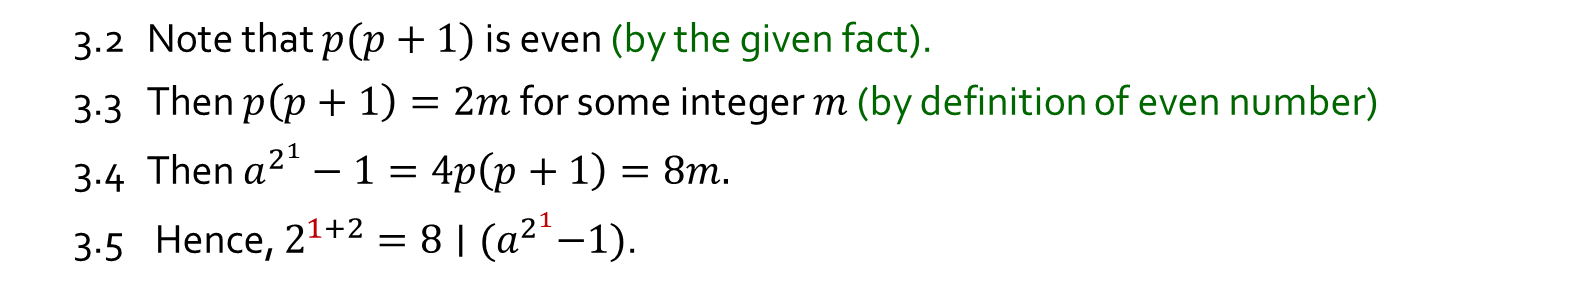 3.2 Note that p(p + 1) is even (by the given fact).
3.3 Then p(p + 1) = 2m for some integer m (by definition of even number)
3.4 Then a^{2^1} − 1 = 4p(p + 1) = 8m.
3.5 Hence, 2^{1+2} = 8 | (a^{2^1}−1).